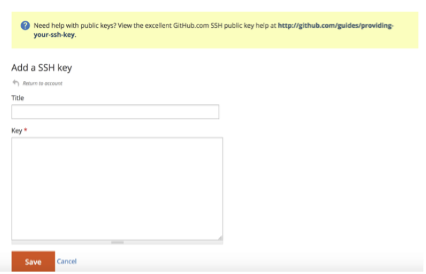 Need help with public keys? View the excellent GitHub.com SSH public key help at http://github.com/guides/providing-
your-ssh-key.
Add a SSH key
Return to account
Title
Key *
Save Cancel